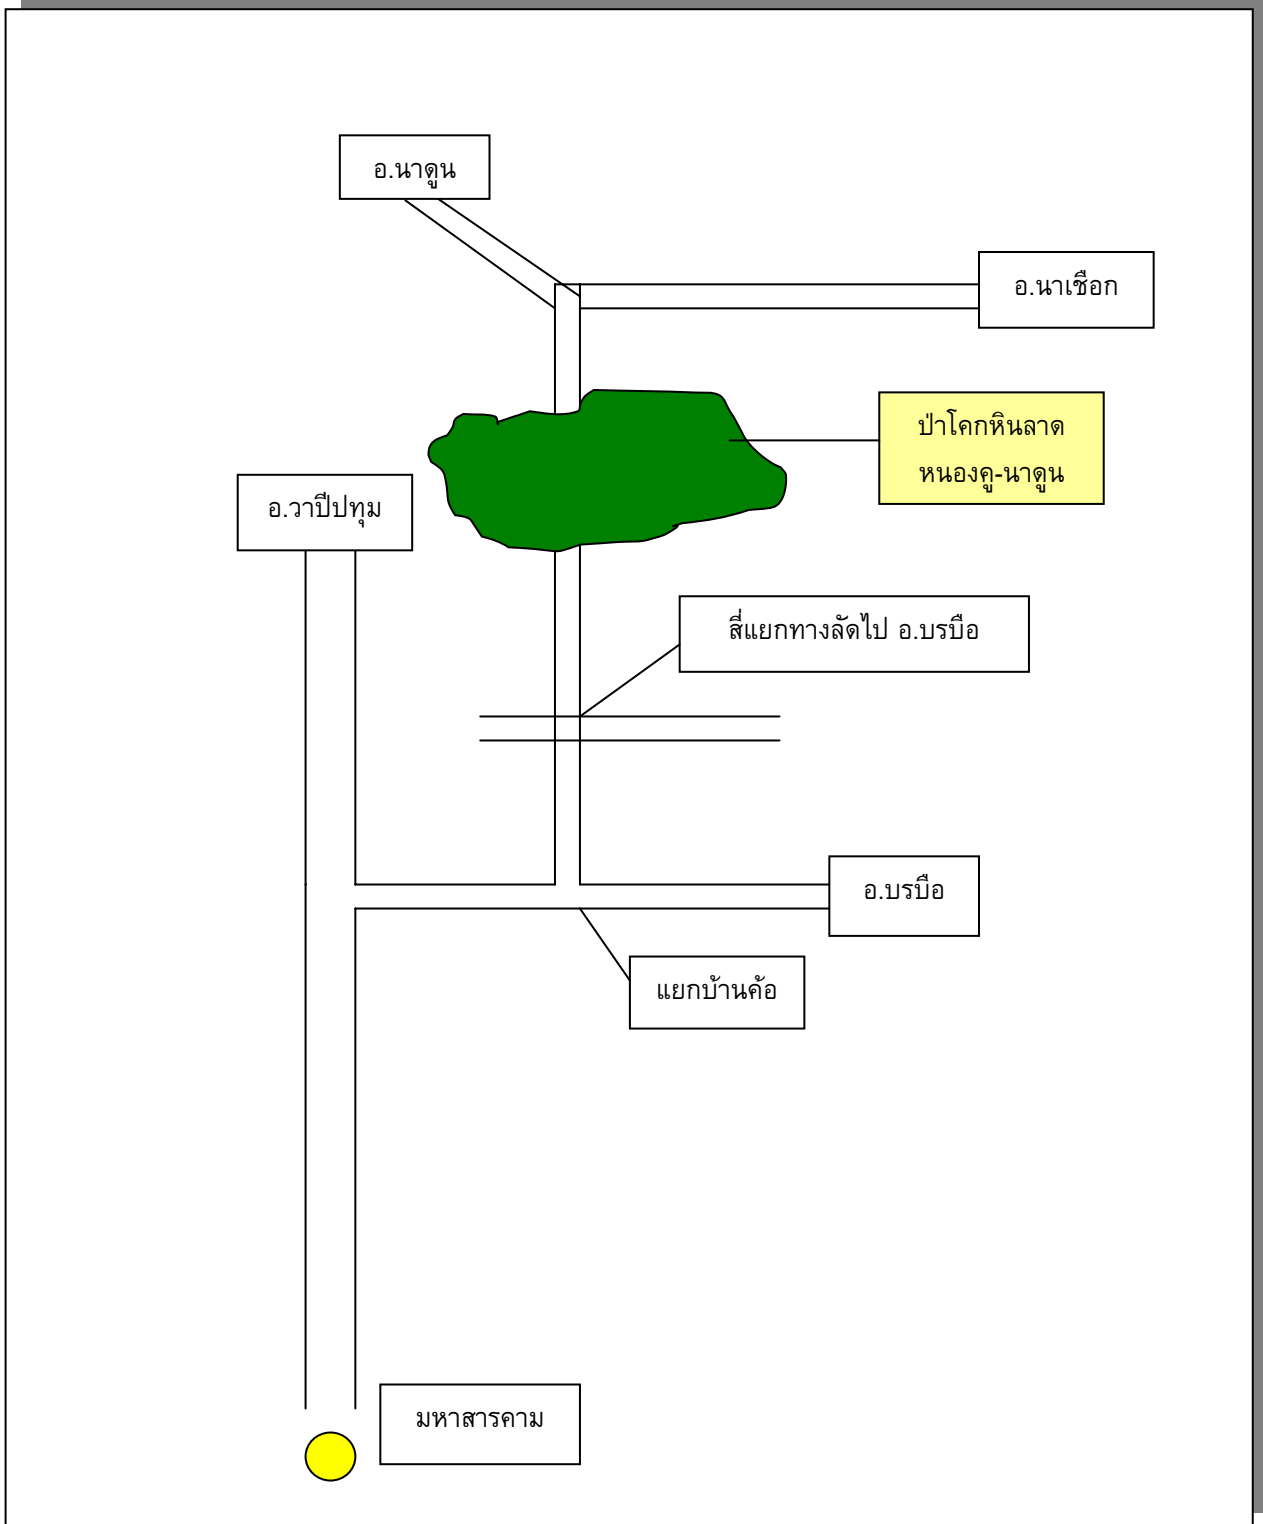 อ.นาดูน
อ.นาเชือก
ป่าโคกหินลาด
หนองคู-นาดูน
อ.วาปีปทุม
สี่แยกทางลัดไป อ.บรบือ
อ.บรบือ
แยกบ้านค้อ
มหาสารคาม